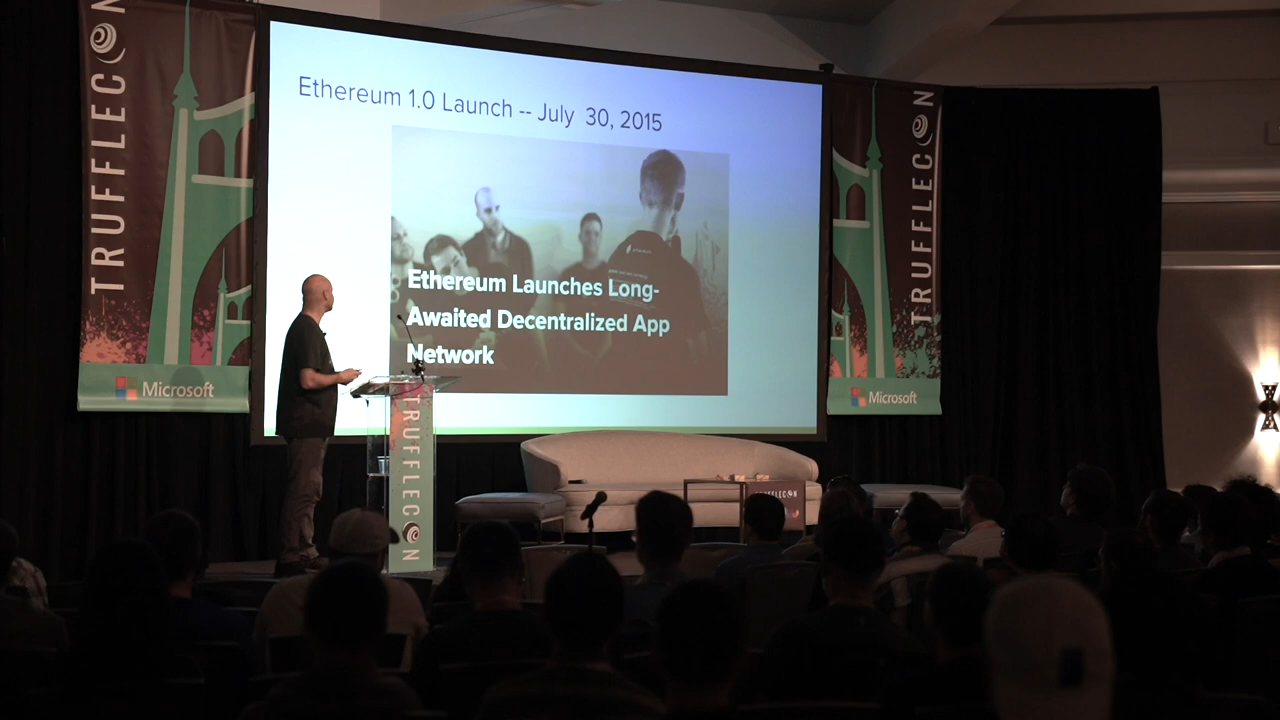 TRUFFLECON
Ethereum 1.0 Launch -- July 30, 2015
TRUFFLECON
Ethereum Launches Long-
Awaited Decentralized App
Network
Microsoft
Microsoft
TRUFFLECON
TRUFFLECON